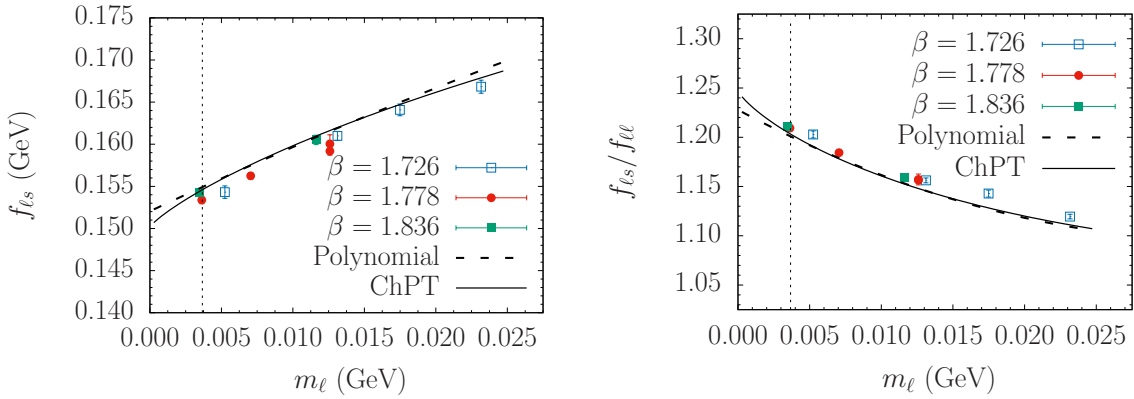 0.170
0.165
0.160
0.155
0.150
0.145
0.140
f_{ℓs} (GeV)
β = 1.726
β = 1.778
β = 1.836
Polynomial
ChPT
0.000 0.005 0.010 0.015 0.020 0.025
m_ℓ (GeV)
1.30
1.25
1.20
1.15
1.10
1.05
f_{ℓs}/f_{ℓℓ}
β = 1.726
β = 1.778
β = 1.836
Polynomial
ChPT
0.000 0.005 0.010 0.015 0.020 0.025
m_ℓ (GeV)